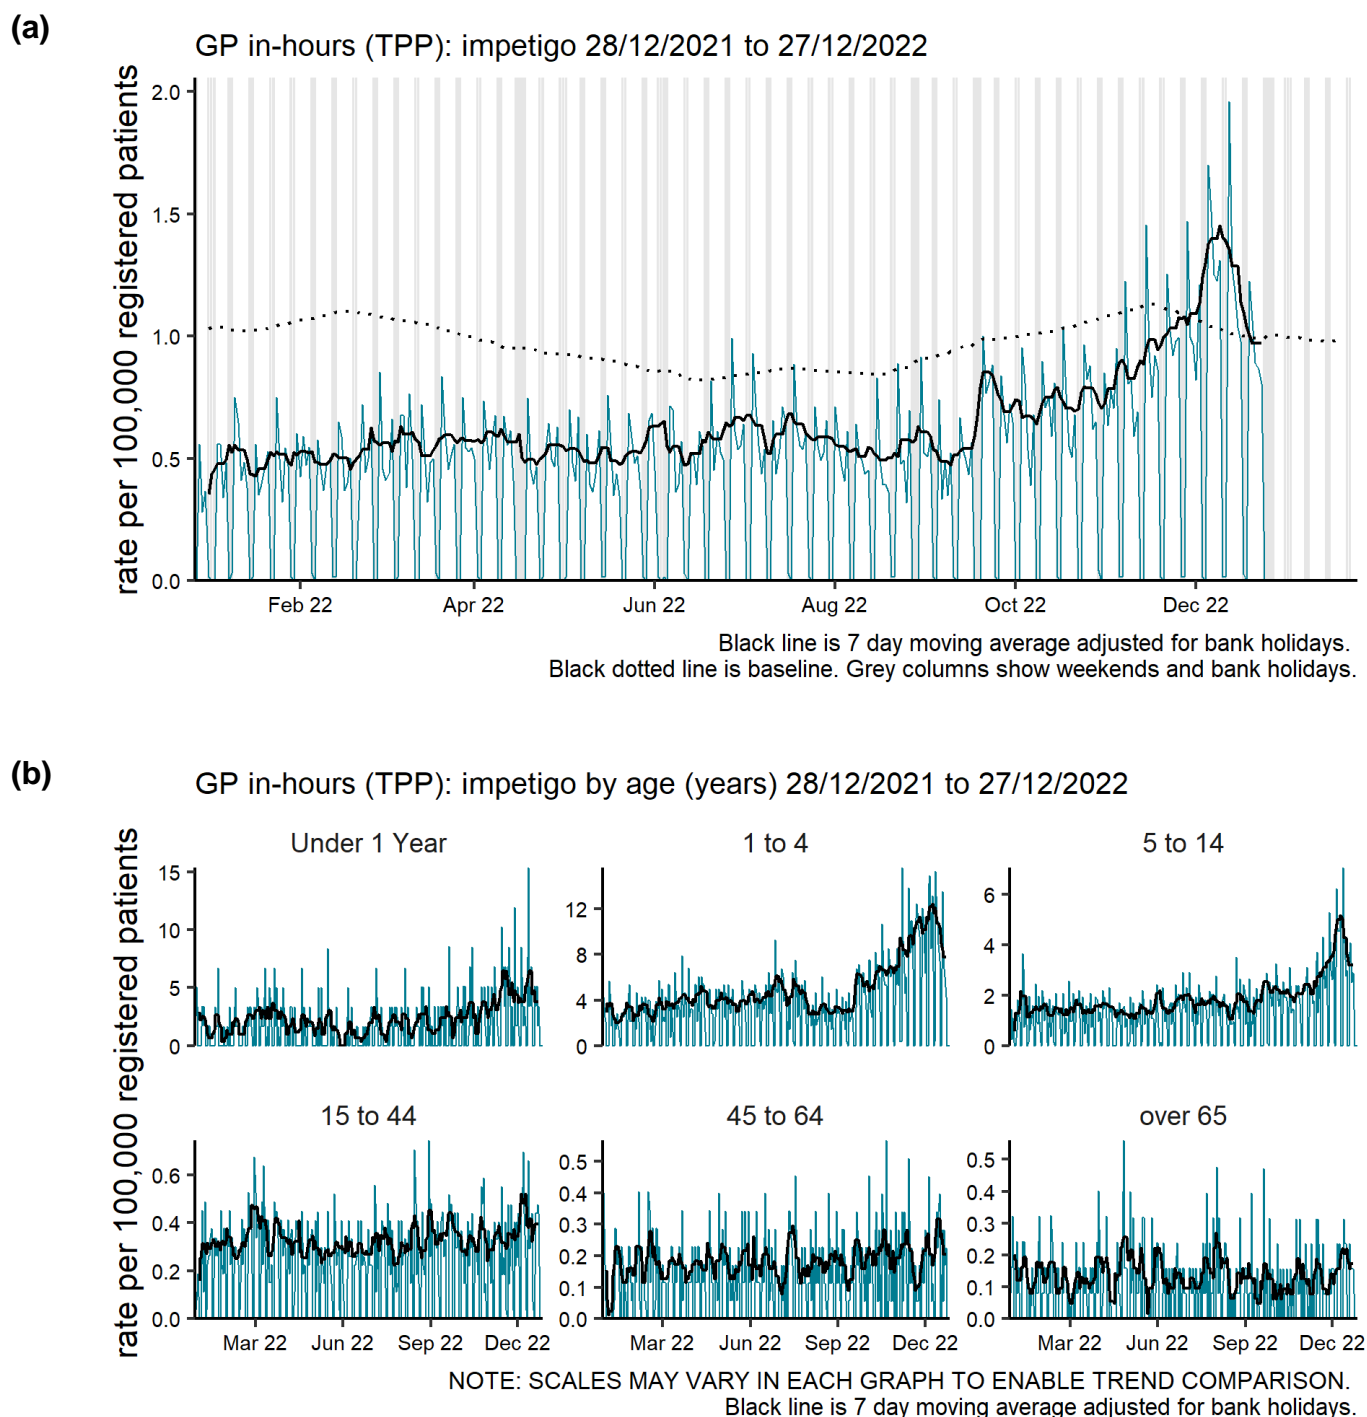 (a)
GP in-hours (TPP): impetigo 28/12/2021 to 27/12/2022
rate per 100,000 registered patients
2.0
1.5
1.0
0.5
0.0
Feb 22 Apr 22 Jun 22 Aug 22 Oct 22 Dec 22
Black line is 7 day moving average adjusted for bank holidays.
Black dotted line is baseline. Grey columns show weekends and bank holidays.
(b)
GP in-hours (TPP): impetigo by age (years) 28/12/2021 to 27/12/2022
rate per 100,000 registered patients
Under 1 Year
15
10
5
0
1 to 4
12
8
4
0
5 to 14
6
4
2
0
15 to 44
0.6
0.4
0.2
0.0
Mar 22 Jun 22 Sep 22 Dec 22
45 to 64
0.5
0.4
0.3
0.2
0.1
0.0
Mar 22 Jun 22 Sep 22 Dec 22
over 65
0.5
0.4
0.3
0.2
0.1
0.0
Mar 22 Jun 22 Sep 22 Dec 22
NOTE: SCALES MAY VARY IN EACH GRAPH TO ENABLE TREND COMPARISON.
Black line is 7 day moving average adjusted for bank holidays.